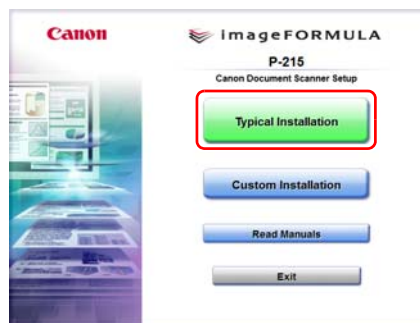 Canon imageFORMULA
P-215
Canon Document Scanner Setup
Typical Installation
Custom Installation
Read Manuals
Exit